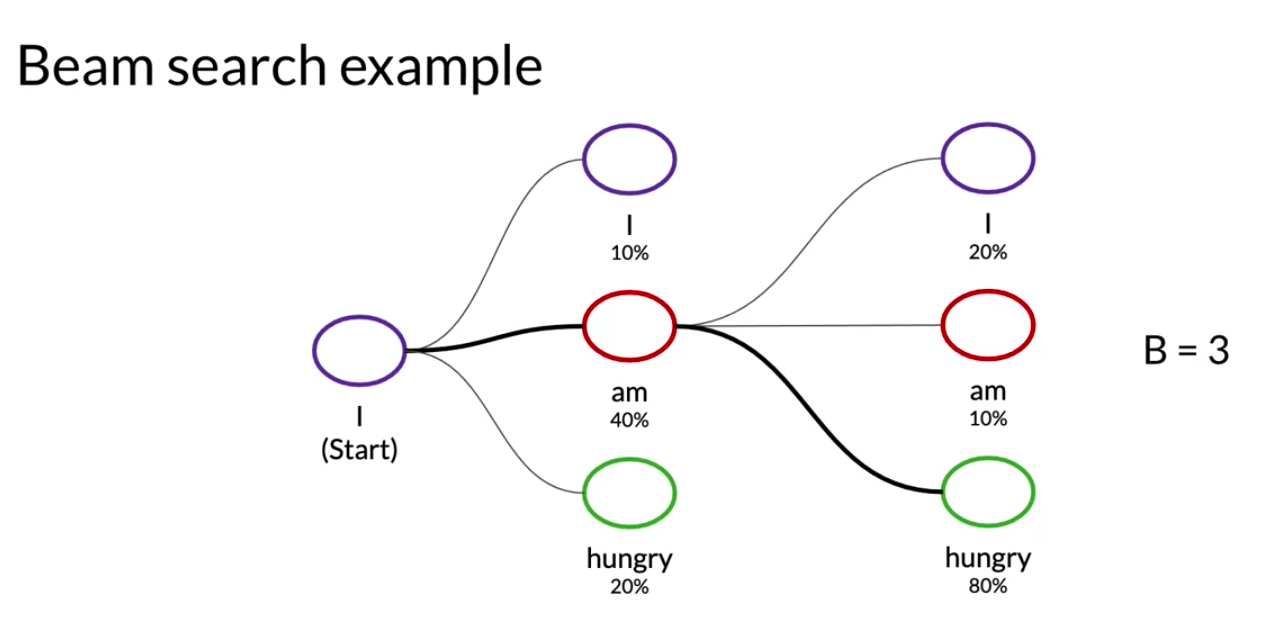 Beam search example
I
10%
I
20%
am
40%
am
10%
B = 3
I
(Start)
hungry
20%
hungry
80%